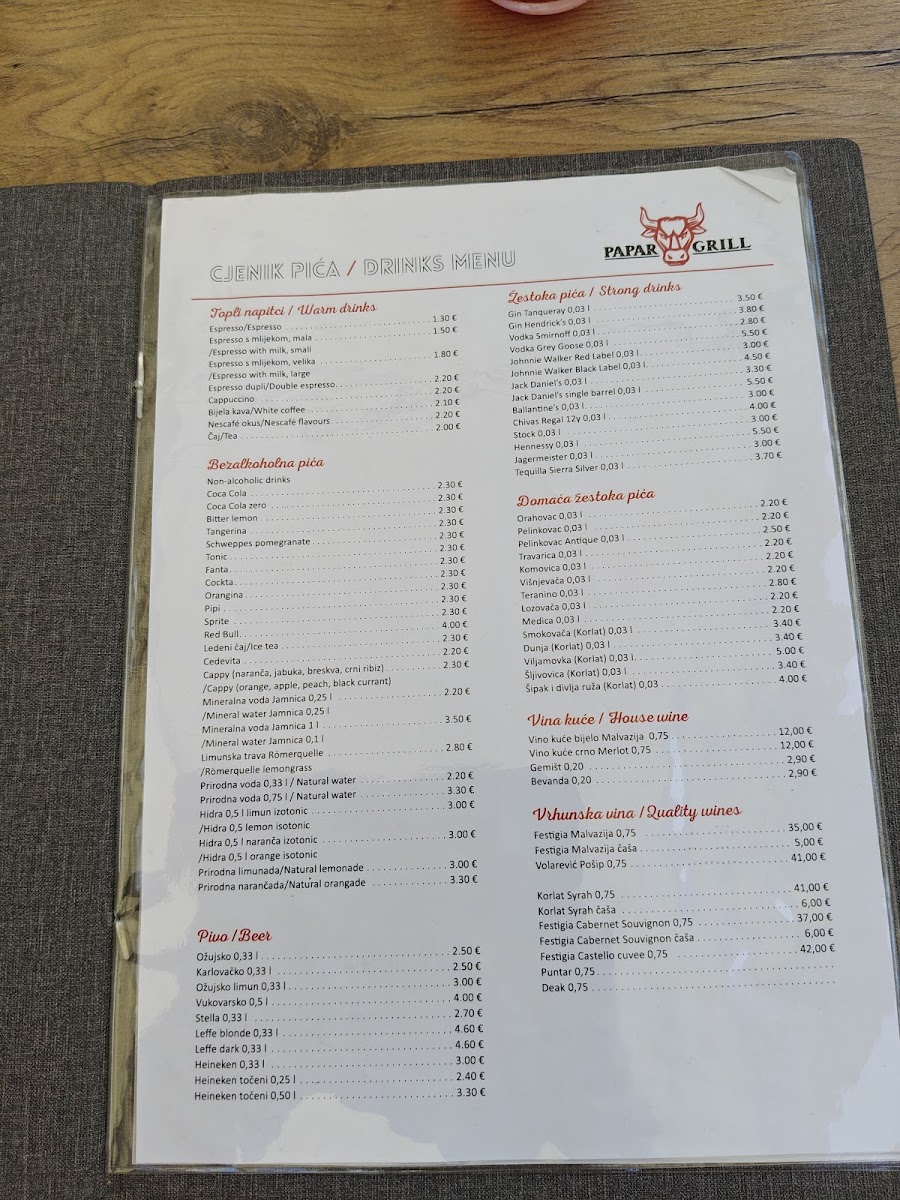 PAPAR GRILL
CJENIK PIĆA / DRINKS MENU
Topli napitci / Warm drinks
Espresso/Espresso 1.30 €
Espresso s mlijekom, mala 1.50 €
/Espresso with milk, small
Espresso s mlijekom, velika 1.80 €
/Espresso with milk, large
Espresso dupli/Double espresso 2.20 €
Cappuccino 2.20 €
Bijela kava/White coffee 2.10 €
Nescafé okus/Nescafé flavours 2.20 €
Čaj/Tea 2.00 €
Bezalkoholna pića
Non-alcoholic drinks
Coca Cola 2.30 €
Coca Cola zero 2.30 €
Bitter lemon 2.30 €
Tangerina 2.30 €
Schweppes pomegranate 2.30 €
Tonic 2.30 €
Fanta 2.30 €
Cockta 2.30 €
Orangina 2.30 €
Pipi 2.30 €
Sprite 2.30 €
Red Bull 4.00 €
Ledeni čaj/Ice tea 2.30 €
Cedevita 2.20 €
Cappy (naranča, jabuka, breskva, crni ribiz) 2.30 €
/Cappy (orange, apple, peach, black currant)
Mineralna voda Jamnica 0,25 l 2.20 €
/Mineral water Jamnica 0,25 l
Mineralna voda Jamnica 1 l 3.50 €
/Mineral water Jamnica 0,1 l
Limunska trava Römerquelle 2.80 €
/Römerquelle lemongrass
Prirodna voda 0,33 l / Natural water 2.20 €
Prirodna voda 0,75 l / Natural water 3.30 €
Hidra 0,5 l limun izotonic 3.00 €
/Hidra 0,5 lemon isotonic
Hidra 0,5 l naranča izotonic 3.00 €
/Hidra 0,5 l orange isotonic
Prirodna limunada/Natural lemonade 3.00 €
Prirodna narančada/Natural orangade 3.30 €
Pivo /Beer
Ožujsko 0,33 l 2.50 €
Karlovačko 0,33 l 2.50 €
Ožujsko limun 0,33 l 3.00 €
Vukovarsko 0,5 l 4.00 €
Stella 0,33 l 2.70 €
Leffe blonde 0,33 l 4.60 €
Leffe dark 0,33 l 4.60 €
Heineken 0,33 l 3.00 €
Heineken točeni 0,25 l 2.40 €
Heineken točeni 0,50 l 3.30 €
Žestoka pića / Strong drinks
Gin Tanqueray 0,03 l 3.50 €
Gin Hendrick's 0,03 l 3.80 €
Vodka Smirnoff 0,03 l 2.80 €
Vodka Grey Goose 0,03 l 5.50 €
Johnnie Walker Red Label 0,03 l 3.00 €
Johnnie Walker Black Label 0,03 l 4.50 €
Jack Daniel's 0,03 l 3.30 €
Jack Daniel's single barrel 0,03 l 5.50 €
Ballantine's 0,03 l 3.00 €
Chivas Regal 12y 0,03 l 4.00 €
Stock 0,03 l 3.00 €
Hennessy 0,03 l 5.50 €
Jagermeister 0,03 l 3.00 €
Tequilla Sierra Silver 0,03 l 3.70 €
Domaća žestoka pića
Orahovac 0,03 l 2.20 €
Pelinkovac 0,03 l 2.20 €
Pelinkovac Antique 0,03 l 2.50 €
Travarica 0,03 l 2.20 €
Komovica 0,03 l 2.20 €
Višnjevača 0,03 l 2.20 €
Teranino 0,03 l 2.80 €
Lozovača 0,03 l 2.20 €
Medica 0,03 l 2.20 €
Smokovača (Korlat) 0,03 l 3.40 €
Dunja (Korlat) 0,03 l 3.40 €
Viljamovka (Korlat) 0,03 l 5.00 €
Šljivovica (Korlat) 0,03 l 3.40 €
Šipak i divlja ruža (Korlat) 0,03 4.00 €
Vina kuće / House wine
Vino kuće bijelo Malvazija 0,75 12,00 €
Vino kuće crno Merlot 0,75 12,00 €
Gemišt 0,20 2,90 €
Bevanda 0,20 2,90 €
Vrhunska vina / Quality wines
Festigia Malvazija 0,75 35,00 €
Festigia Malvazija čaša 5,00 €
Volarević Pošip 0,75 41,00 €
Korlat Syrah 0,75 41,00 €
Korlat Syrah čaša 6,00 €
Festigia Cabernet Souvignon 0,75 37,00 €
Festigia Cabernet Souvignon čaša 6,00 €
Festigia Castello cuvee 0,75 42,00 €
Puntar 0,75
Deak 0,75